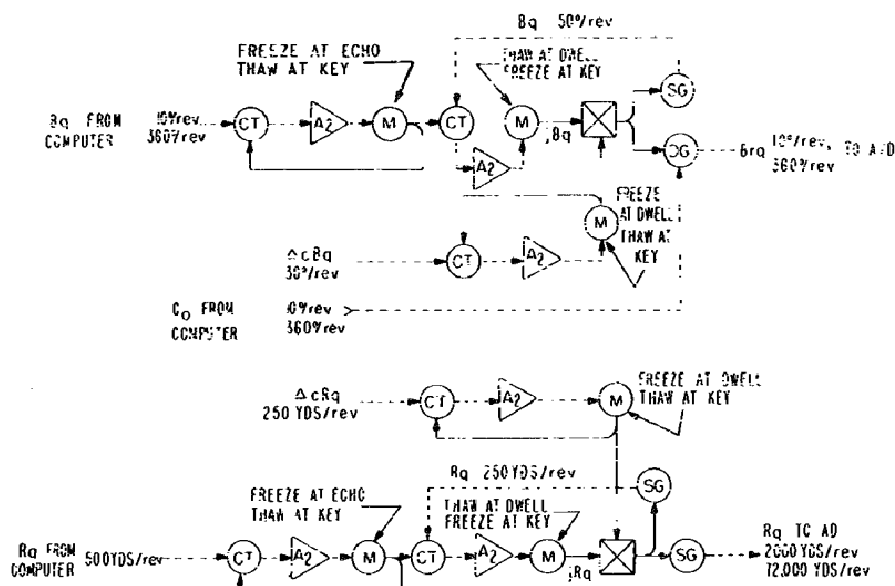 Bq 50°/rev
FREEZE AT ECHO
THAW AT KEY
THAW AT DWELL
FREEZE AT KEY
SG
Bq FROM
COMPUTER
10°/rev
360°/rev
CT
A2
M
CT
M
jBq
A2
DG
Brq
10°/rev,
360°/rev
TO A D
FREEZE
AT DWELL
THAW AT
KEY
M
ΔcBq
30°/rev
CT
A2
Co FROM
COMPUTER
10°/rev
360°/rev
ΔcRq
250 YDS/rev
CT
A2
M
FREEZE AT DWELL
THAW AT KEY
Rq 250 YDS/rev
SG
FREEZE AT ECHO
THAW AT KEY
THAW AT DWELL
FREEZE AT KEY
Rq FROM
COMPUTER
500 YDS/rev
CT
A2
M
CT
A2
M
jRq
SG
Rq TO AD
2000 YDS/rev
72,000 YDS/rev